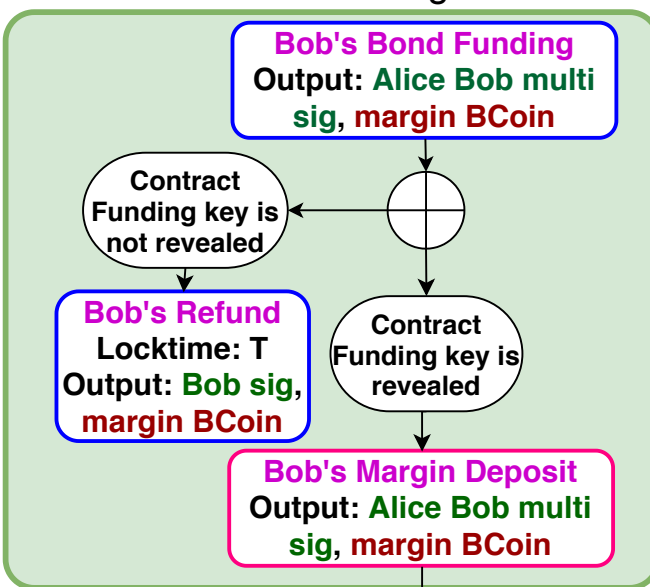 Bob's Bond Funding
Output: Alice Bob multi
sig, margin BCoin
Contract
Funding key is
not revealed
Bob's Refund
Locktime: T
Output: Bob sig,
margin BCoin
Contract
Funding key is
revealed
Bob's Margin Deposit
Output: Alice Bob multi
sig, margin BCoin